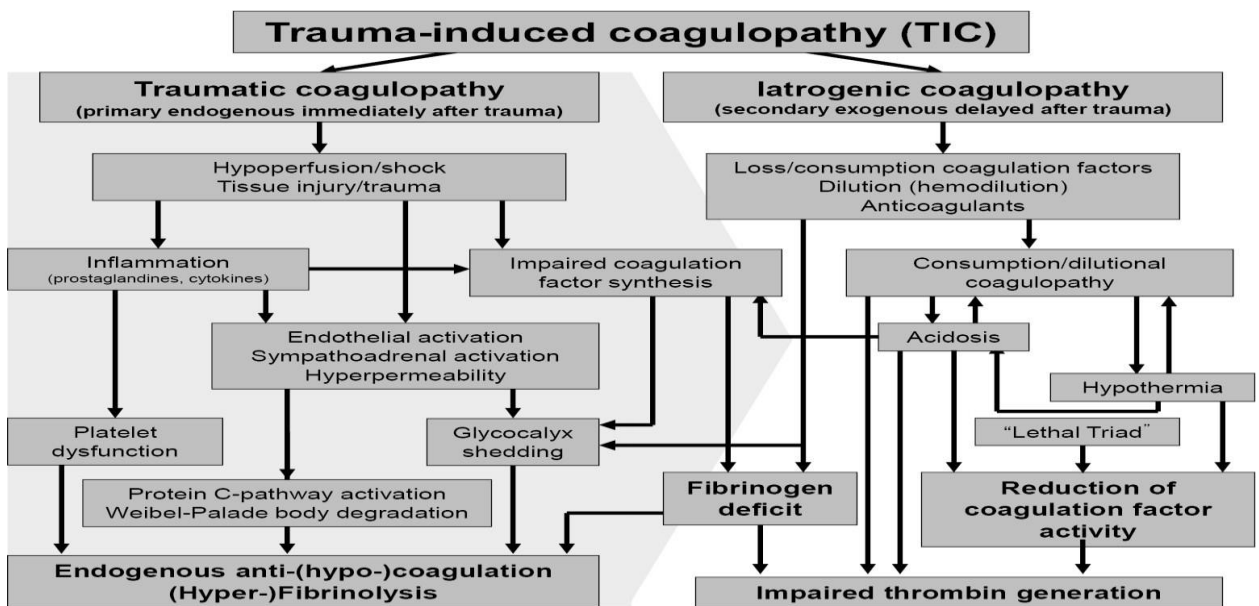 Trauma-induced coagulopathy (TIC)
Traumatic coagulopathy
(primary endogenous immediately after trauma)
Iatrogenic coagulopathy
(secondary exogenous delayed after trauma)
Hypoperfusion/shock
Tissue injury/trauma
Loss/consumption coagulation factors
Dilution (hemodilution)
Anticoagulants
Inflammation
(prostaglandines, cytokines)
Impaired coagulation
factor synthesis
Consumption/dilutional
coagulopathy
Endothelial activation
Sympathoadrenal activation
Hyperpermeability
Acidosis
Hypothermia
Platelet
dysfunction
Glycocalyx
shedding
"Lethal Triad"
Protein C-pathway activation
Weibel-Palade body degradation
Fibrinogen
deficit
Reduction of
coagulation factor
activity
Endogenous anti-(hypo-)coagulation
(Hyper-)Fibrinolysis
Impaired thrombin generation